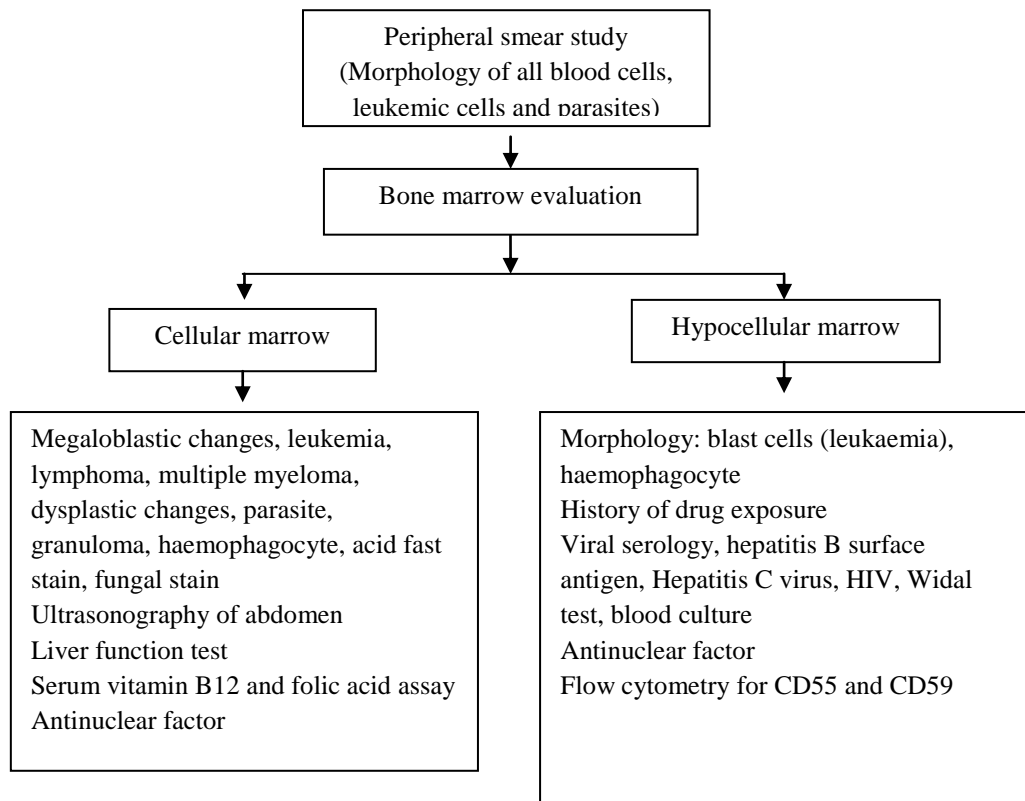 Peripheral smear study
(Morphology of all blood cells,
leukemic cells and parasites)
Bone marrow evaluation
Cellular marrow
Hypocellular marrow
Megaloblastic changes, leukemia,
lymphoma, multiple myeloma,
dysplastic changes, parasite,
granuloma, haemophagocyte, acid fast
stain, fungal stain
Ultrasonography of abdomen
Liver function test
Serum vitamin B12 and folic acid assay
Antinuclear factor
Morphology: blast cells (leukaemia),
haemophagocyte
History of drug exposure
Viral serology, hepatitis B surface
antigen, Hepatitis C virus, HIV, Widal
test, blood culture
Antinuclear factor
Flow cytometry for CD55 and CD59